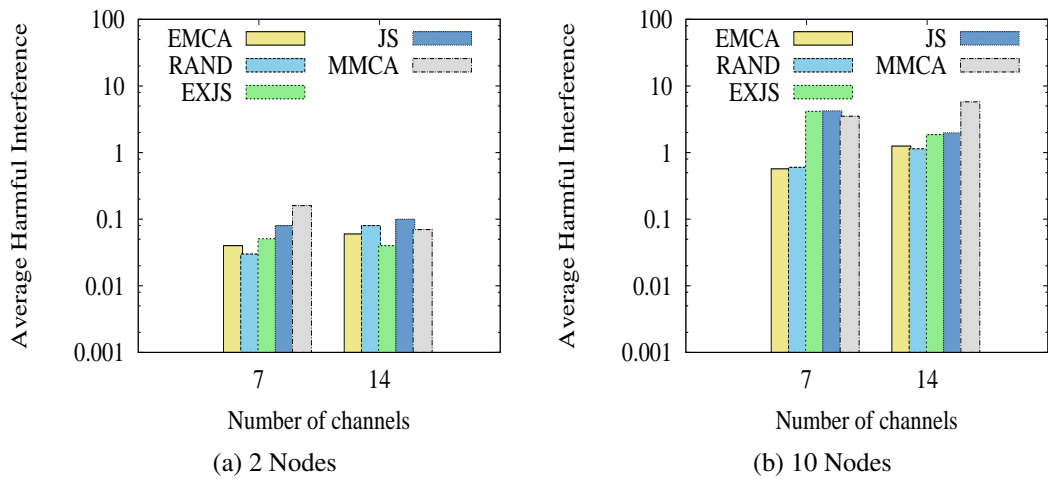 100
10
1
0.1
0.01
0.001
Average Harmful Interference
EMCA
RAND
EXJS
JS
MMCA
7
14
Number of channels
(a) 2 Nodes
100
10
1
0.1
0.01
0.001
Average Harmful Interference
EMCA
RAND
EXJS
JS
MMCA
7
14
Number of channels
(b) 10 Nodes